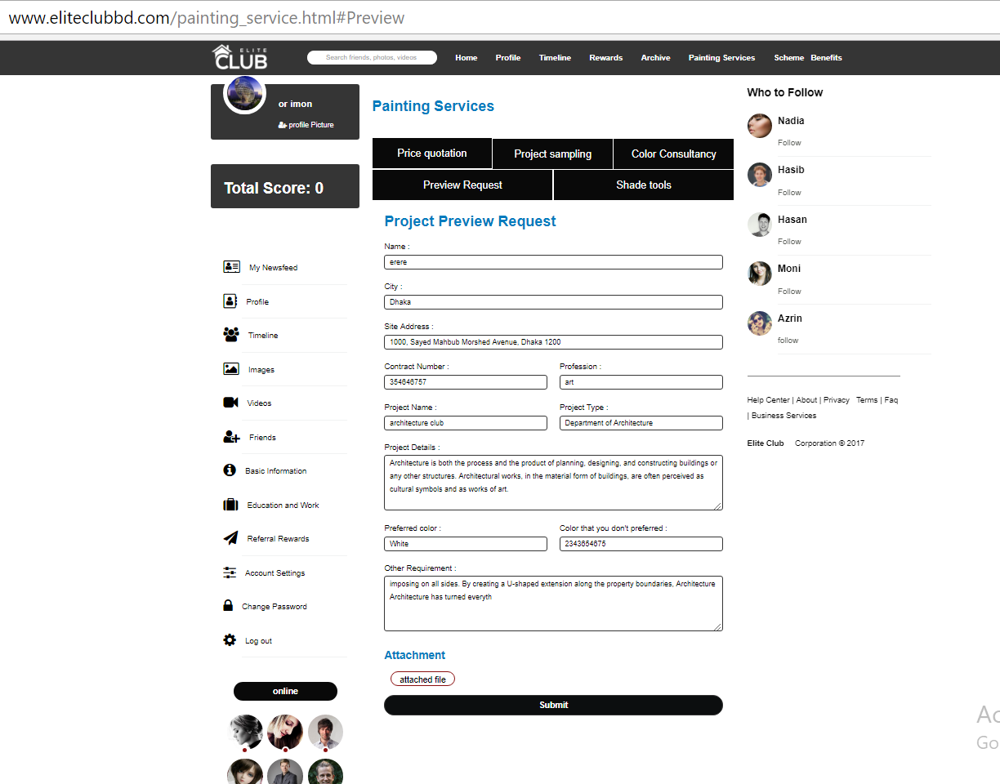 www.eliteclubbd.com/painting_service.html#Preview
ELITE
CLUB
Search friends, photos, videos
Home
Profile
Timeline
Rewards
Archive
Painting Services
Scheme
Benefits
or imon
profile Picture
Total Score: 0
My Newsfeed
Profile
Timeline
Images
Videos
Friends
Basic Information
Education and Work
Referral Rewards
Account Settings
Change Password
Log out
online
Painting Services
Price quotation
Project sampling
Color Consultancy
Preview Request
Shade tools
Project Preview Request
Name :
erere
City :
Dhaka
Site Address :
1000, Sayed Mahbub Morshed Avenue, Dhaka 1200
Contract Number :
354646757
Profession :
art
Project Name :
architecture club
Project Type :
Department of Architecture
Project Details :
Architecture is both the process and the product of planning, designing, and constructing buildings or
any other structures. Architectural works, in the material form of buildings, are often perceived as
cultural symbols and as works of art.
Preferred color :
White
Color that you don't preferred :
2343654675
Other Requirement :
imposing on all sides. By creating a U-shaped extension along the property boundaries, Architecture
Architecture has turned everyth
Attachment
attached file
Submit
Who to Follow
Nadia
Follow
Hasib
Follow
Hasan
Follow
Moni
Follow
Azrin
follow
Help Center | About | Privacy Terms | Faq
| Business Services
Elite Club Corporation © 2017
Ac
Go